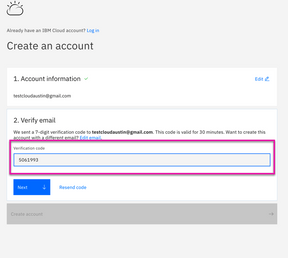 Already have an IBM Cloud account? Log in
Create an account
1. Account information
Edit
testcloudaustin@gmail.com
2. Verify email
We sent a 7-digit verification code to testcloudaustin@gmail.com. This code is valid for 30 minutes. Want to create this
account with a different email? Edit email.
Verification code
5061993
Next
Resend code
Create account